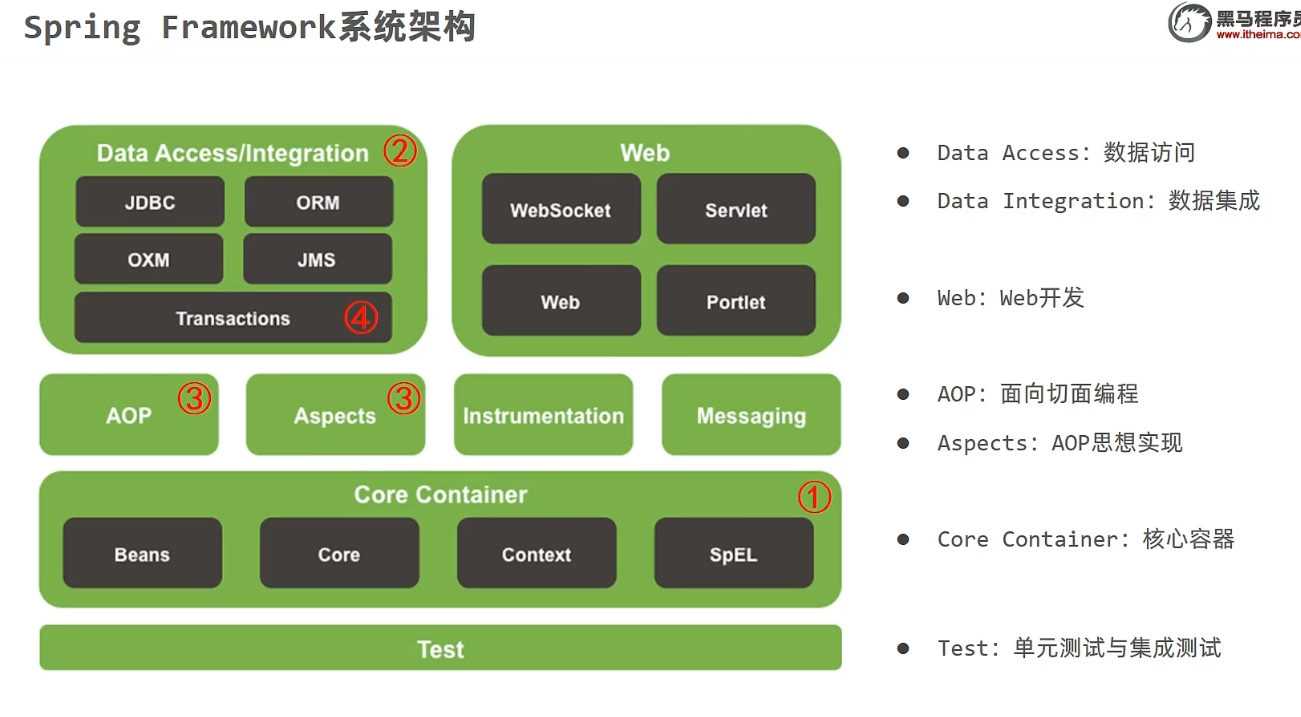 Spring Framework系统架构
黑马程序员
www.itheima.co
Data Access/Integration ②
JDBC
ORM
OXM
JMS
Transactions ④
Web
WebSocket
Servlet
Web
Portlet
AOP ③
Aspects ③
Instrumentation
Messaging
Core Container ①
Beans
Core
Context
SpEL
Test
● Data Access：数据访问
● Data Integration：数据集成
● Web：Web开发
● AOP：面向切面编程
● Aspects：AOP思想实现
● Core Container：核心容器
● Test：单元测试与集成测试